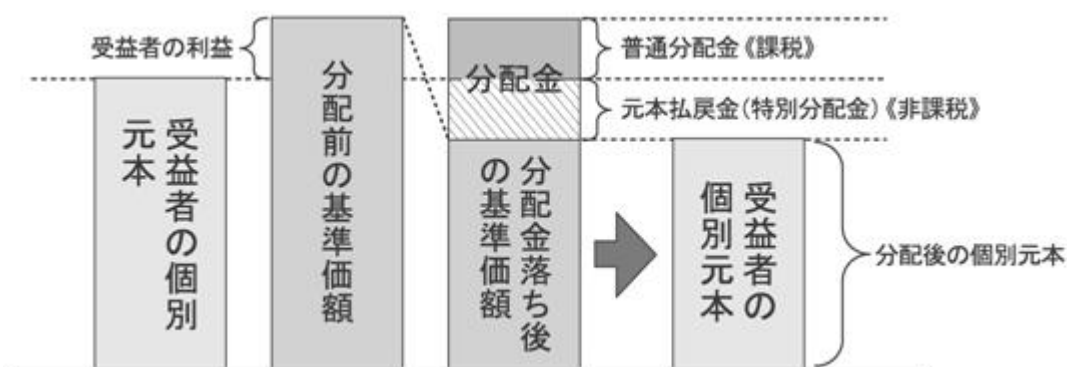 受益者の利益
受益者の個別
元本
分配前の基準価額
分配金
分配金落ち後
の基準価額
普通分配金《課税》
元本払戻金(特別分配金)《非課税》
受益者の
個別元本
分配後の個別元本